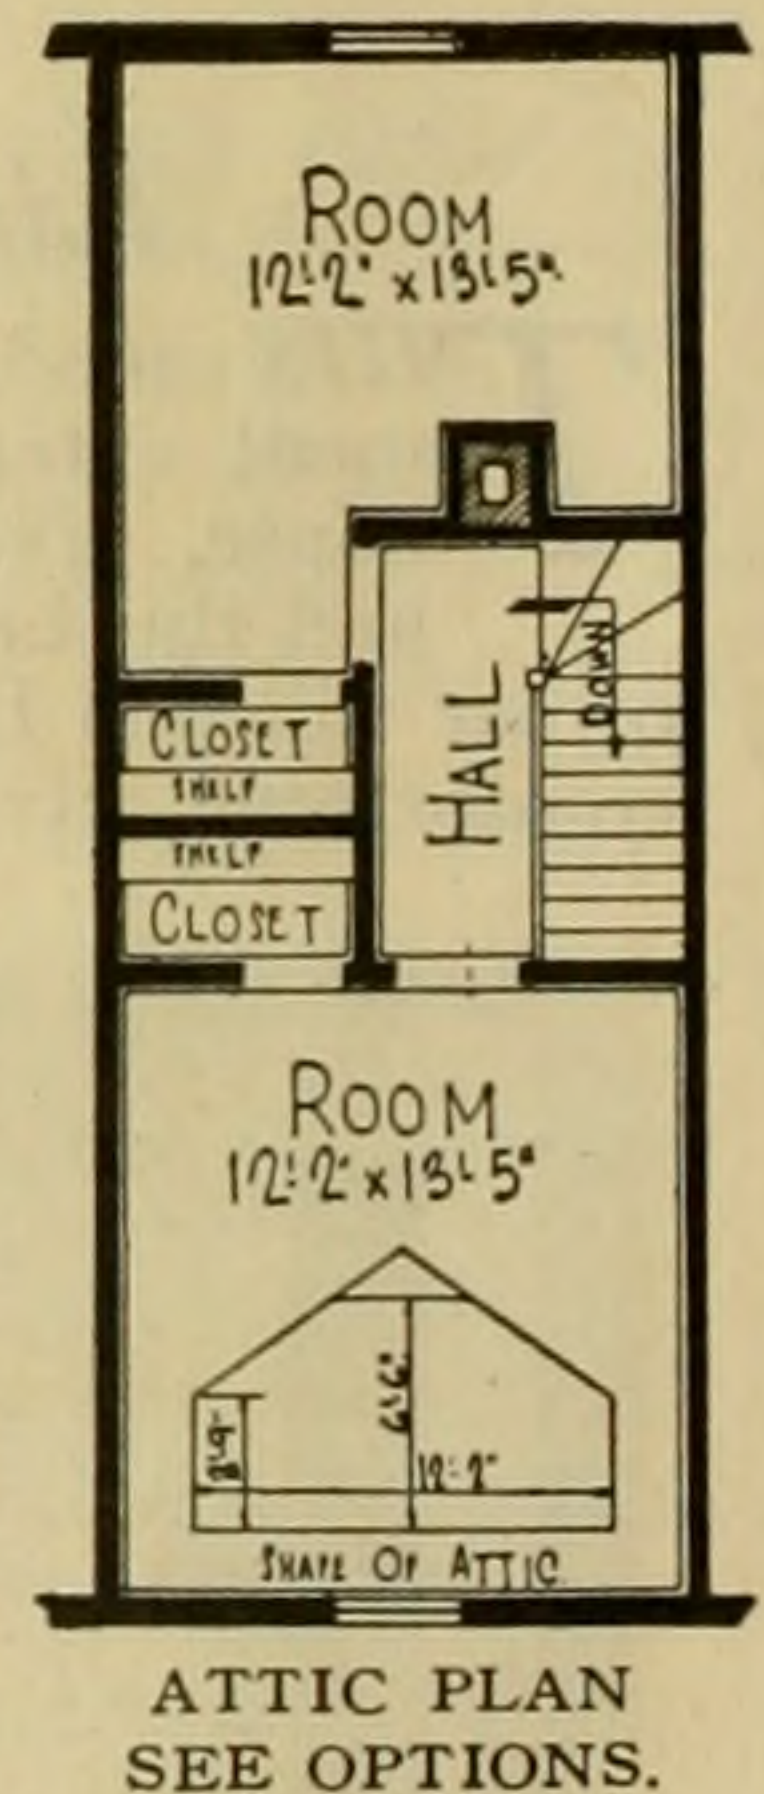 ROOM
12'-2" x 13'-5"
DOWN
CLOSET
SHELF
HALL
SHELF
CLOSET
ROOM
12'-2" x 13'-5"
6'-6"
12'-2"
SHAPE OF ATTIC
ATTIC PLAN
SEE OPTIONS.